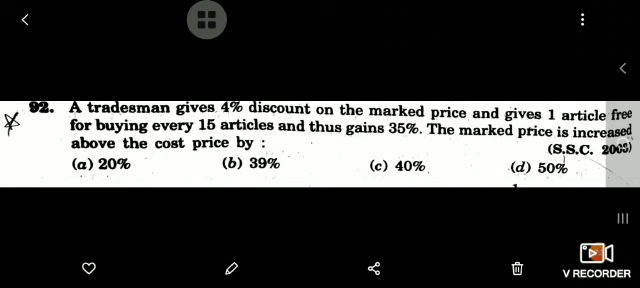 92. A tradesman gives 4% discount on the marked price and gives 1 article free
for buying every 15 articles and thus gains 35%. The marked price is increased
above the cost price by :
(S.S.C. 2003)
(a) 20% (b) 39% (c) 40% (d) 50%
V RECORDER